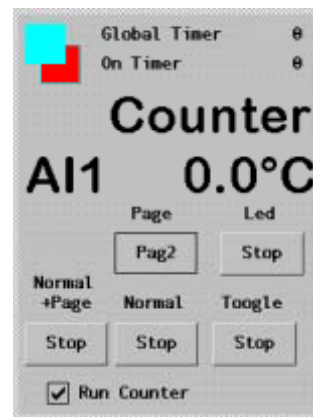 Global Timer 0
On Timer 0
Counter
AI1 0.0°C
Page Led
Pag2 Stop
Normal
+Page Normal Toogle
Stop Stop Stop
Run Counter